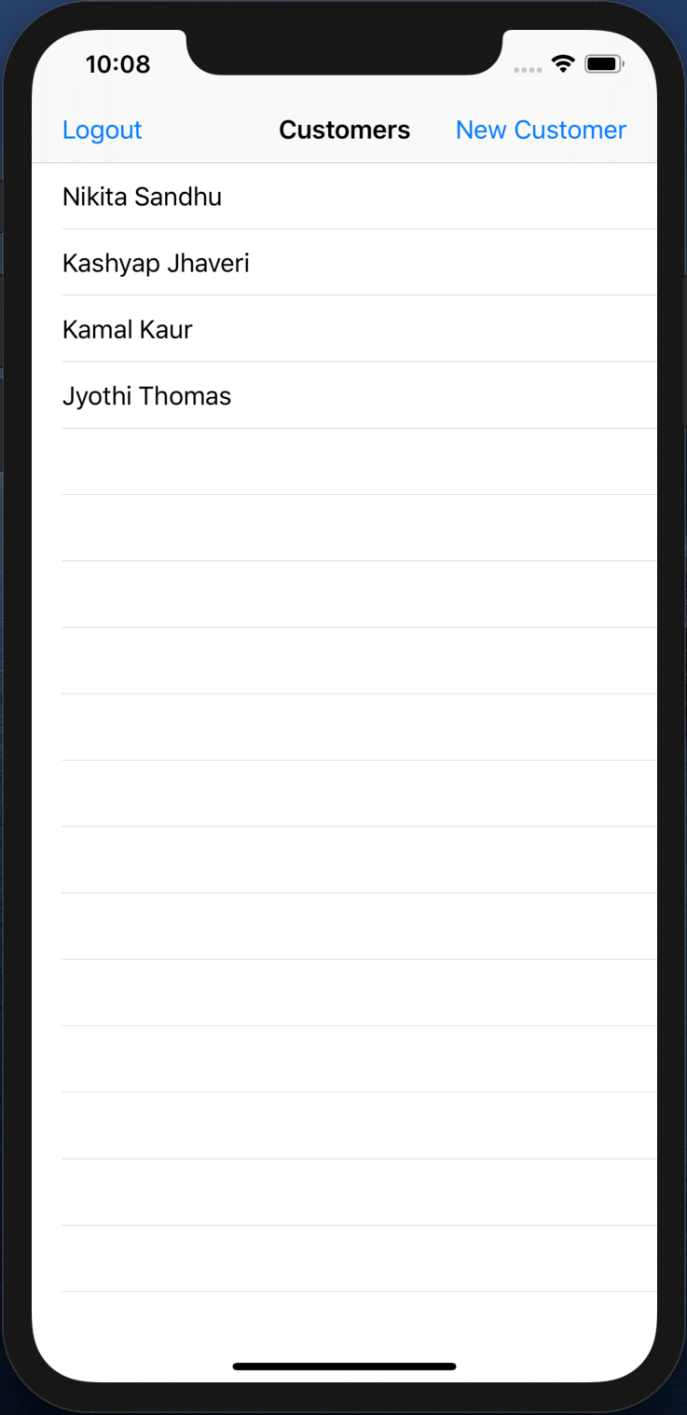 10:08
Logout Customers New Customer
Nikita Sandhu
Kashyap Jhaveri
Kamal Kaur
Jyothi Thomas